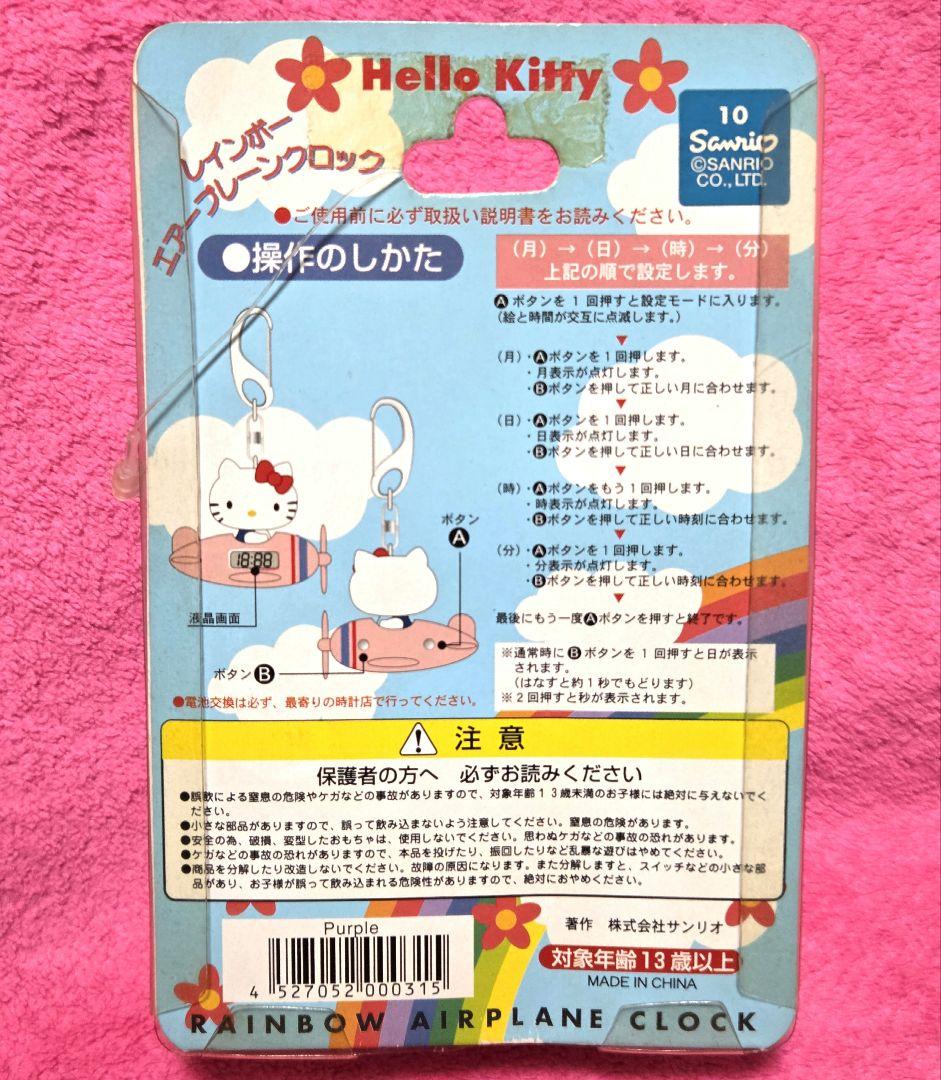 Hello Kitty
レインボー
エアープレーンクロック
10
Sanrio
©SANRIO
CO., LTD.
●ご使用前に必ず取扱い説明書をお読みください。
●操作のしかた
(月)→(日)→(時)→(分)
上記の順で設定します。
Aボタンを1回押すと設定モードに入ります。
(絵と時間が交互に点滅します。)
▼
(月)・Aボタンを1回押します。
・月表示が点灯します。
・Bボタンを押して正しい月に合わせます。
▼
(日)・Aボタンを1回押します。
・日表示が点灯します。
・Bボタンを押して正しい日に合わせます。
▼
(時)・Aボタンをもう1回押します。
・時表示が点灯します。
・Bボタンを押して正しい時刻に合わせます。
▼
(分)・Aボタンを1回押します。
・分表示が点灯します。
・Bボタンを押して正しい時刻に合わせます。
▼
最後にもう一度Aボタンを押すと終了です。
※通常時にBボタンを1回押すと日が表示
されます。
(はなすと約1秒でもどります)
※2回押すと秒が表示されます。
18:88
液晶画面
ボタン
A
ボタンB
●電池交換は必ず、最寄りの時計店で行ってください。
注意
保護者の方へ 必ずお読みください
●誤飲による窒息の危険やケガなどの事故がありますので、対象年齢13歳未満のお子様には絶対に与えないでく
ださい。
●小さな部品がありますので、誤って飲み込まないよう注意してください。窒息の危険があります。
●安全の為、破損、変型したおもちゃは、使用しないでください。思わぬケガなどの事故の恐れがあります。
●ケガなどの事故の恐れがありますので、本品を投げたり、振回したりなど乱暴な遊びはやめてください。
●商品を分解したり改造しないでください。故障の原因になります。また分解しますと、スイッチなどの小さな部
品があり、お子様が誤って飲み込まれる危険性がありますので、絶対におやめください。
Purple
4 527052 000315
著作 株式会社サンリオ
対象年齢13歳以上
MADE IN CHINA
RAINBOW AIRPLANE CLOCK